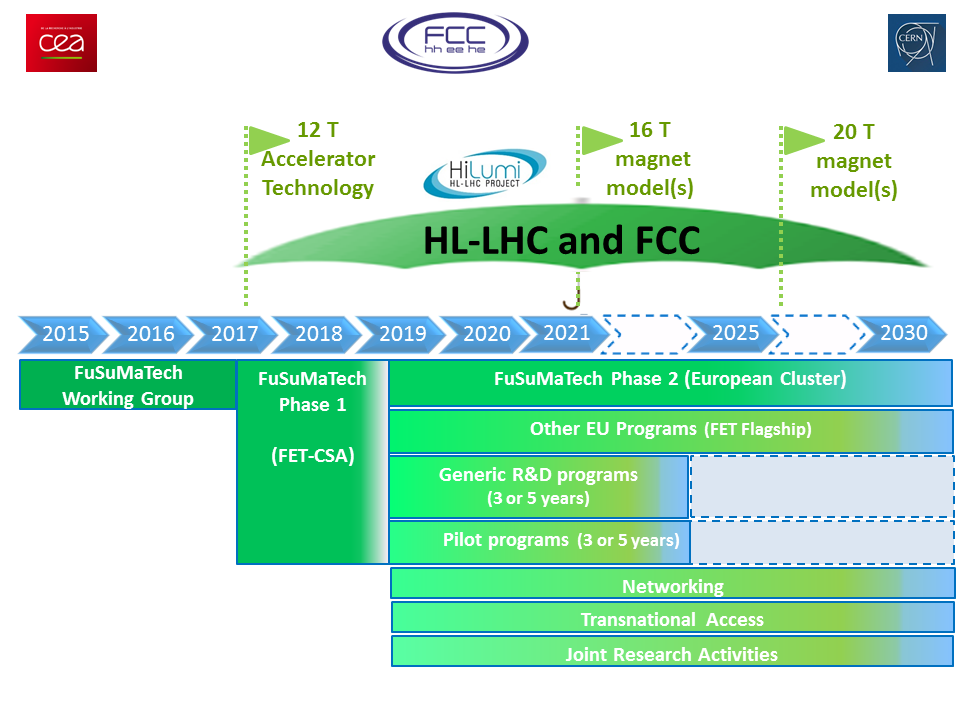 cea
FCC
hh ee he
CERN
12 T
Accelerator
Technology
HiLumi
HL-LHC PROJECT
16 T
magnet
model(s)
20 T
magnet
model(s)
HL-LHC and FCC
2015
2016
2017
2018
2019
2020
2021
2025
2030
FuSuMaTech
Working Group
FuSuMaTech
Phase 1
(FET-CSA)
FuSuMaTech Phase 2 (European Cluster)
Other EU Programs (FET Flagship)
Generic R&D programs
(3 or 5 years)
Pilot programs (3 or 5 years)
Networking
Transnational Access
Joint Research Activities